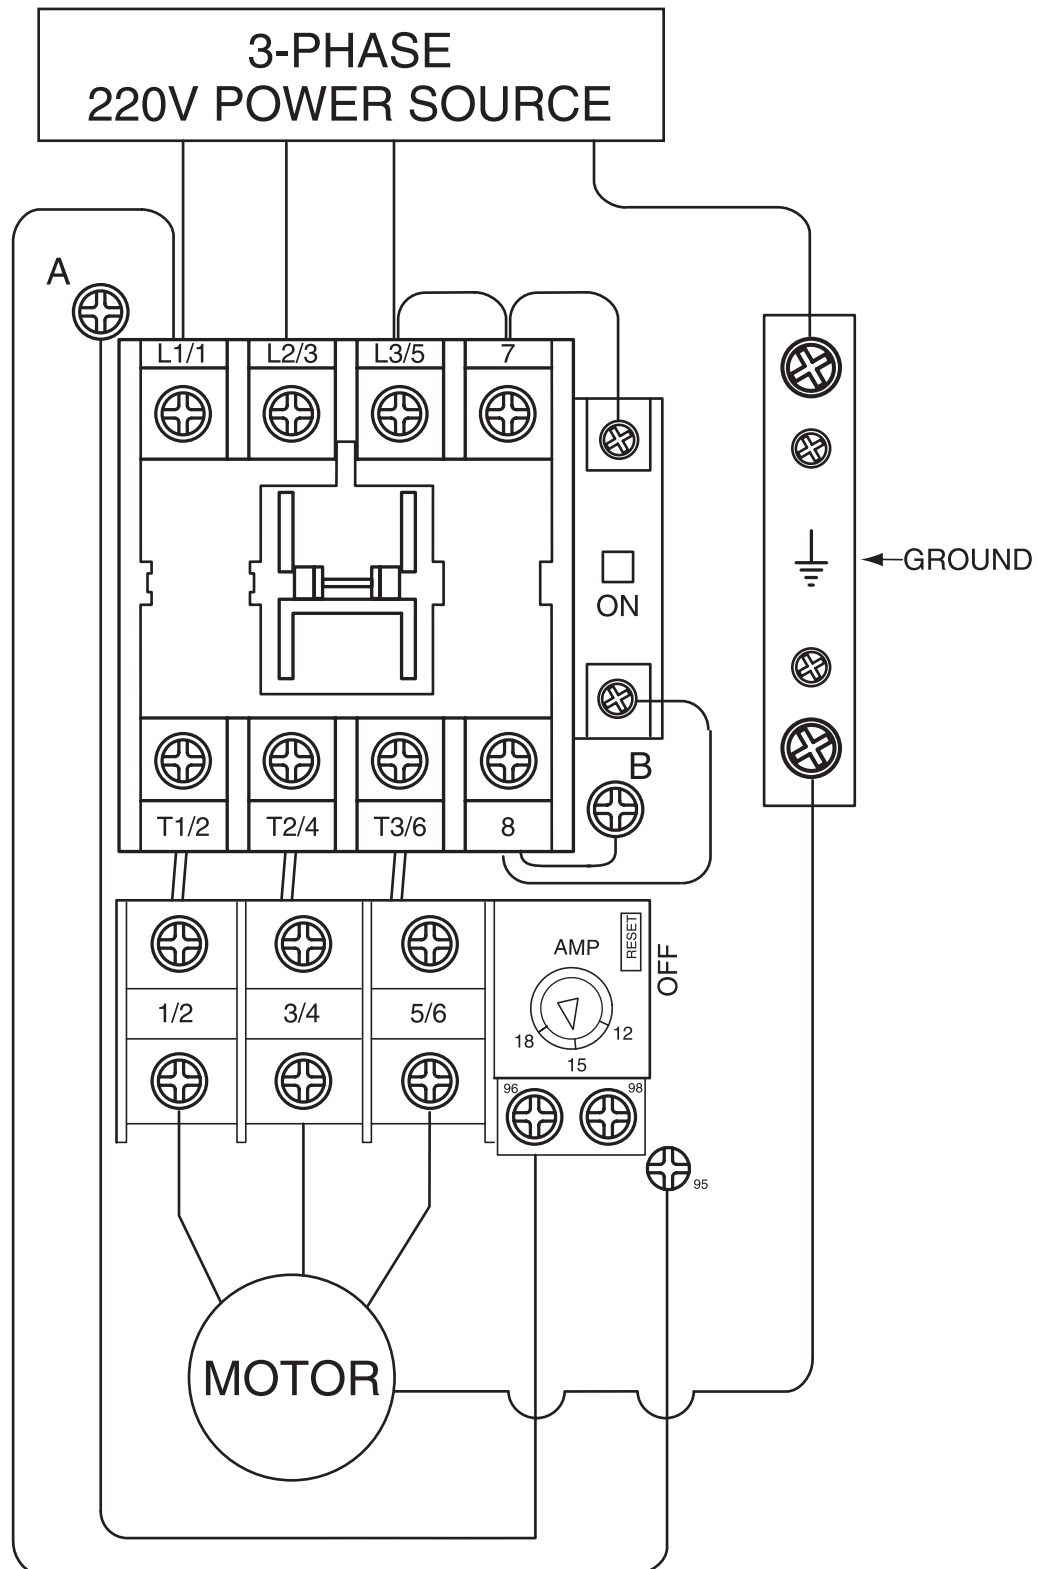 3-PHASE
220V POWER SOURCE
A
L1/1
L2/3
L3/5
7
GROUND
ON
B
T1/2
T2/4
T3/6
8
AMP
RESET
OFF
1/2
3/4
5/6
18
15
12
96
98
95
MOTOR